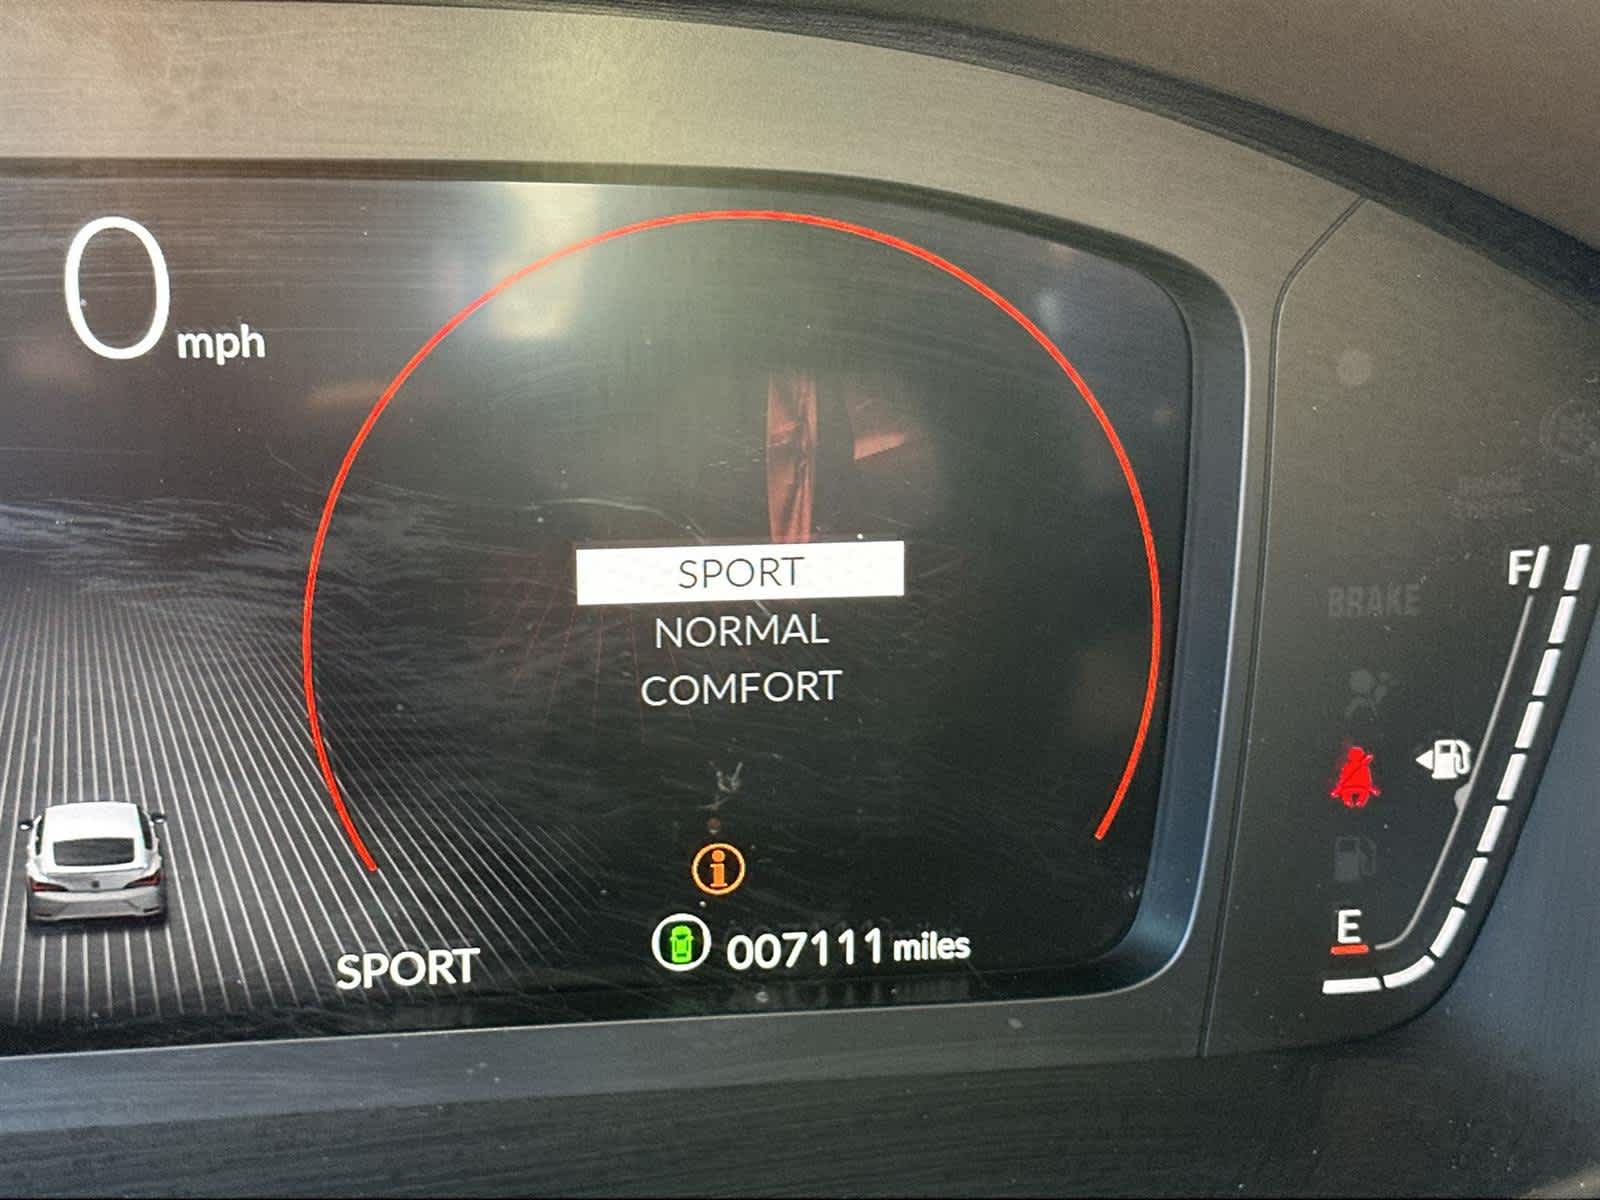 0 mph
SPORT
NORMAL
COMFORT
BRAKE
F
E
i
007111 miles
SPORT